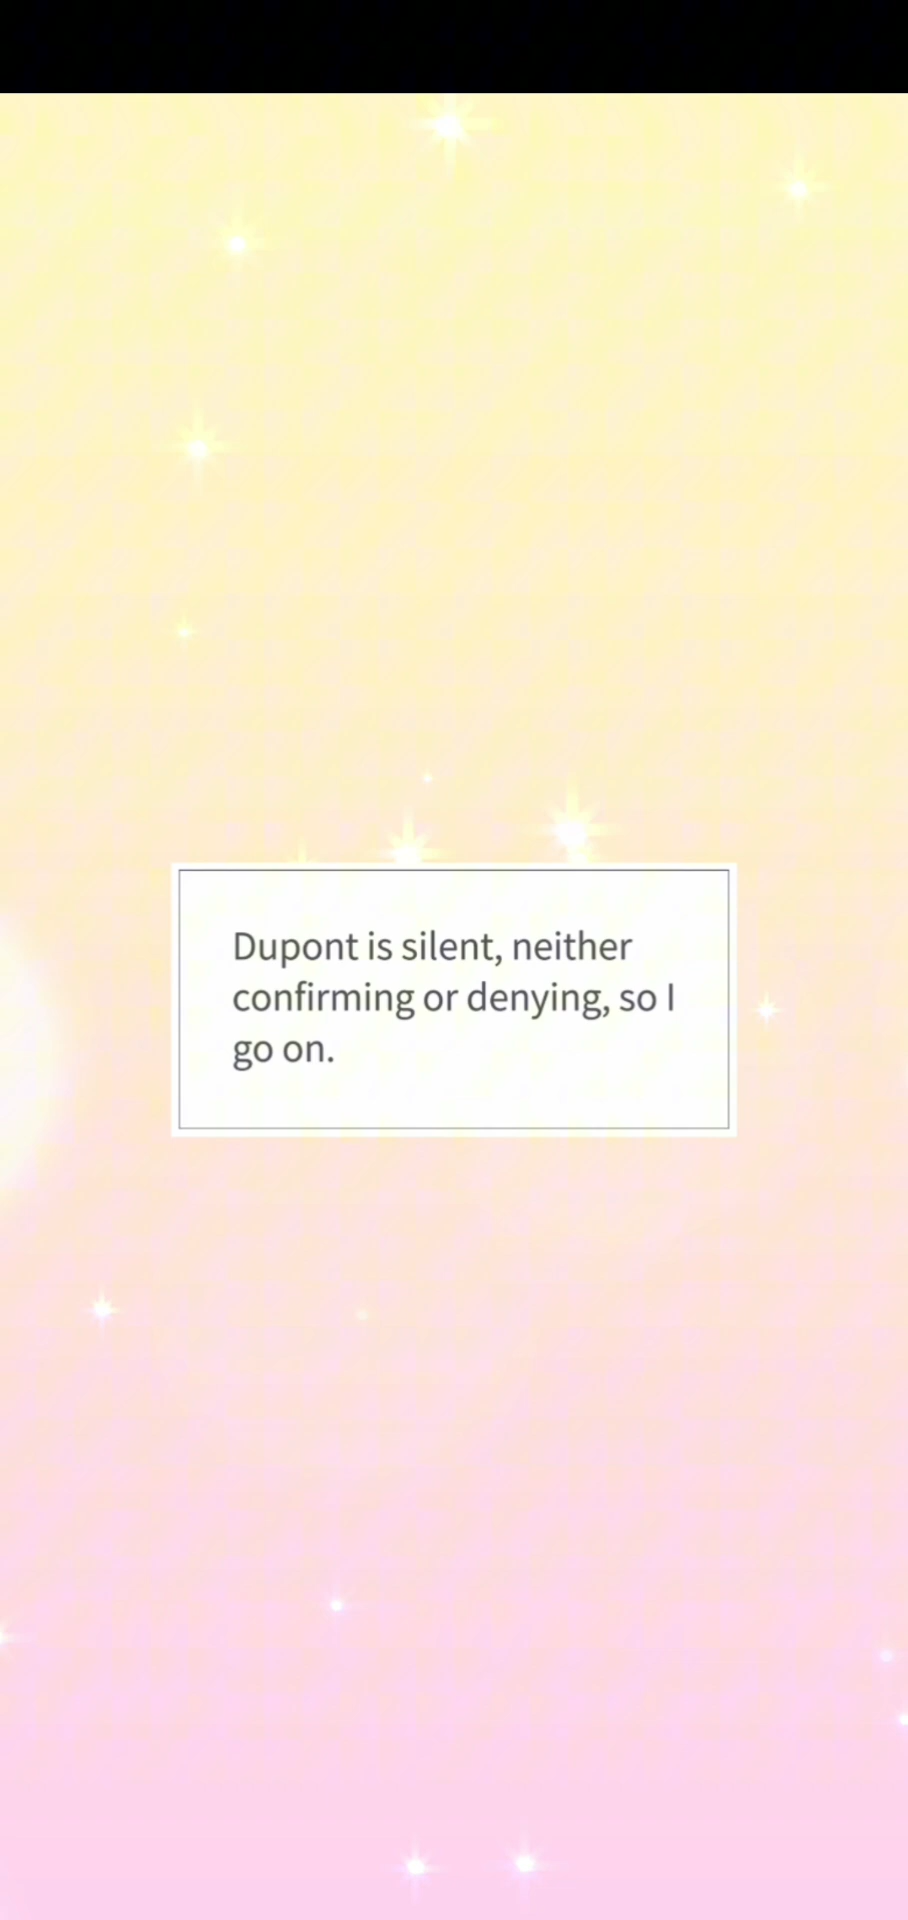 Dupont is silent, neither
confirming or denying, so I
go on.